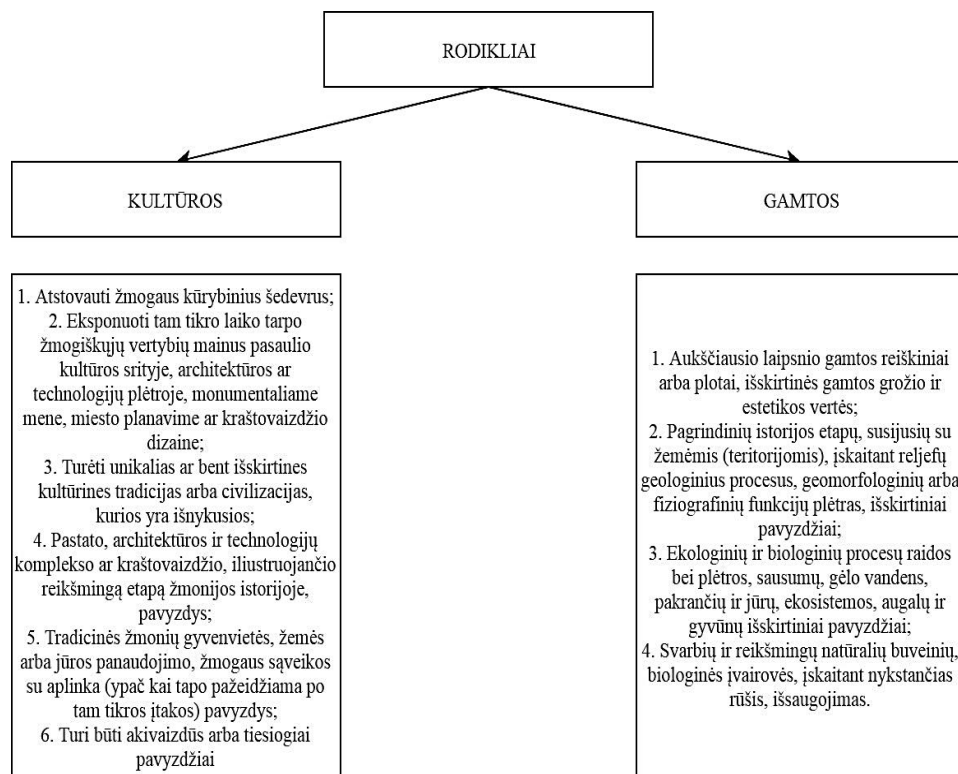 RODIKLIAI
KULTŪROS
GAMTOS
1. Atstovauti žmogaus kūrybinius šedevrus;
2. Eksponuoti tam tikro laiko tarpo
žmogiškųjų vertybių mainus pasaulio
kultūros srityje, architektūros ar
technologijų plėtroje, monumentaliame
mene, miesto planavime ar kraštovaizdžio
dizaine;
3. Turėti unikalias ar bent išskirtines
kultūrines tradicijas arba civilizacijas,
kurios yra išnykusios;
4. Pastato, architektūros ir technologijų
komplekso ar kraštovaizdžio, iliustruojančio
reikšmingą etapą žmonijos istorijoje,
pavyzdys;
5. Tradicinės žmonių gyvenvietės, žemės
arba jūros panaudojimo, žmogaus sąveikos
su aplinka (ypač kai tapo pažeidžiama po
tam tikros įtakos) pavyzdys;
6. Turi būti akivaizdūs arba tiesiogiai
pavyzdžiai
1. Aukščiausio laipsnio gamtos reiškiniai
arba plotai, išskirtinės gamtos grožio ir
estetikos vertės;
2. Pagrindinių istorijos etapų, susijusių su
žemėmis (teritorijomis), įskaitant reljefų
geologinius procesus, geomorfologinių arba
fiziografinių funkcijų plėtras, išskirtiniai
pavyzdžiai;
3. Ekologinių ir biologinių procesų raidos
bei plėtros, sausumų, gėlo vandens,
pakrančių ir jūrų, ekosistemos, augalų ir
gyvūnų išskirtiniai pavyzdžiai;
4. Svarbių ir reikšmingų natūralių buveinių,
biologinės įvairovės, įskaitant nykstančias
rūšis, išsaugojimas.